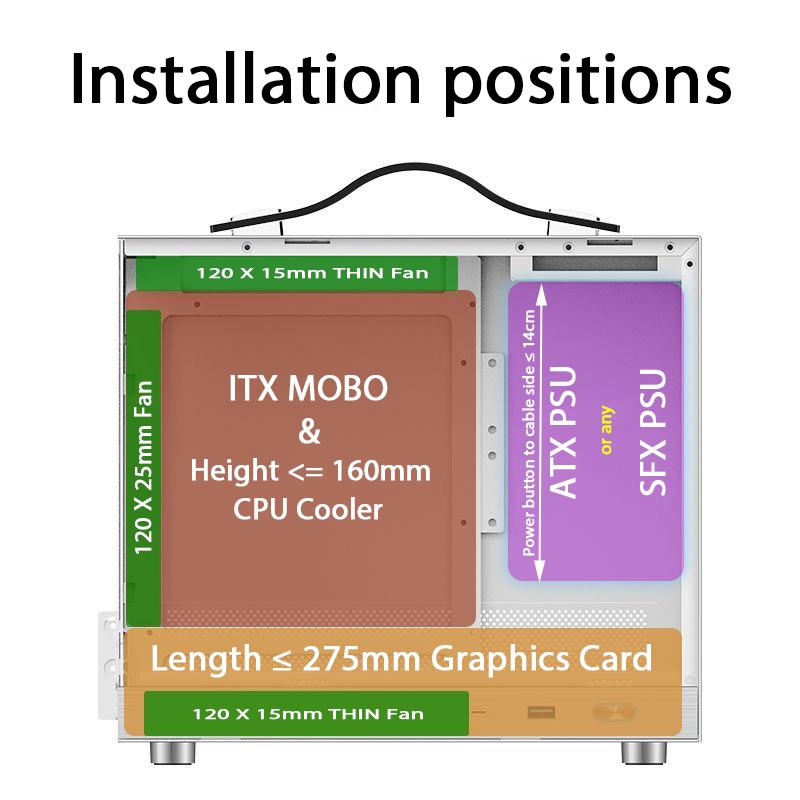 Installation positions
120 X 15mm THIN Fan
120 X 25mm Fan
ITX MOBO
&
Height <= 160mm
CPU Cooler
Power button to cable side ≤ 14cm
ATX PSU
or any
SFX PSU
Length ≤ 275mm Graphics Card
120 X 15mm THIN Fan